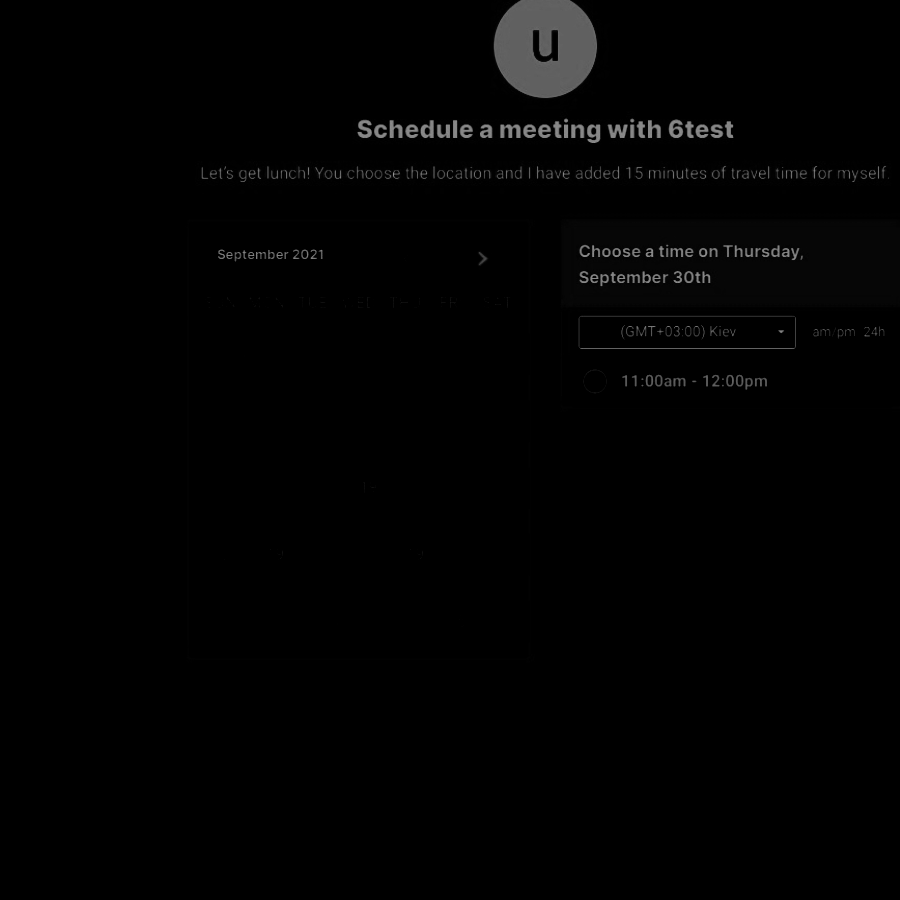 u
Schedule a meeting with 6test
Let's get lunch! You choose the location and I have added 15 minutes of travel time for myself.
September 2021
Choose a time on Thursday,
September 30th
(GMT+03:00) Kiev
am/pm 24h
11:00am - 12:00pm